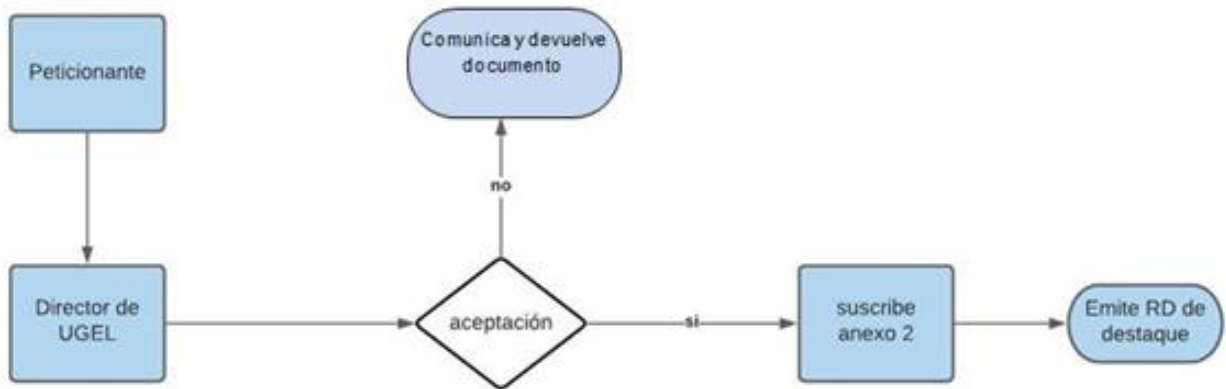 Peticionante
Comunica y devuelve
documento
no
Director de
UGEL
aceptación
si
suscribe
anexo 2
Emite RD de
destaque